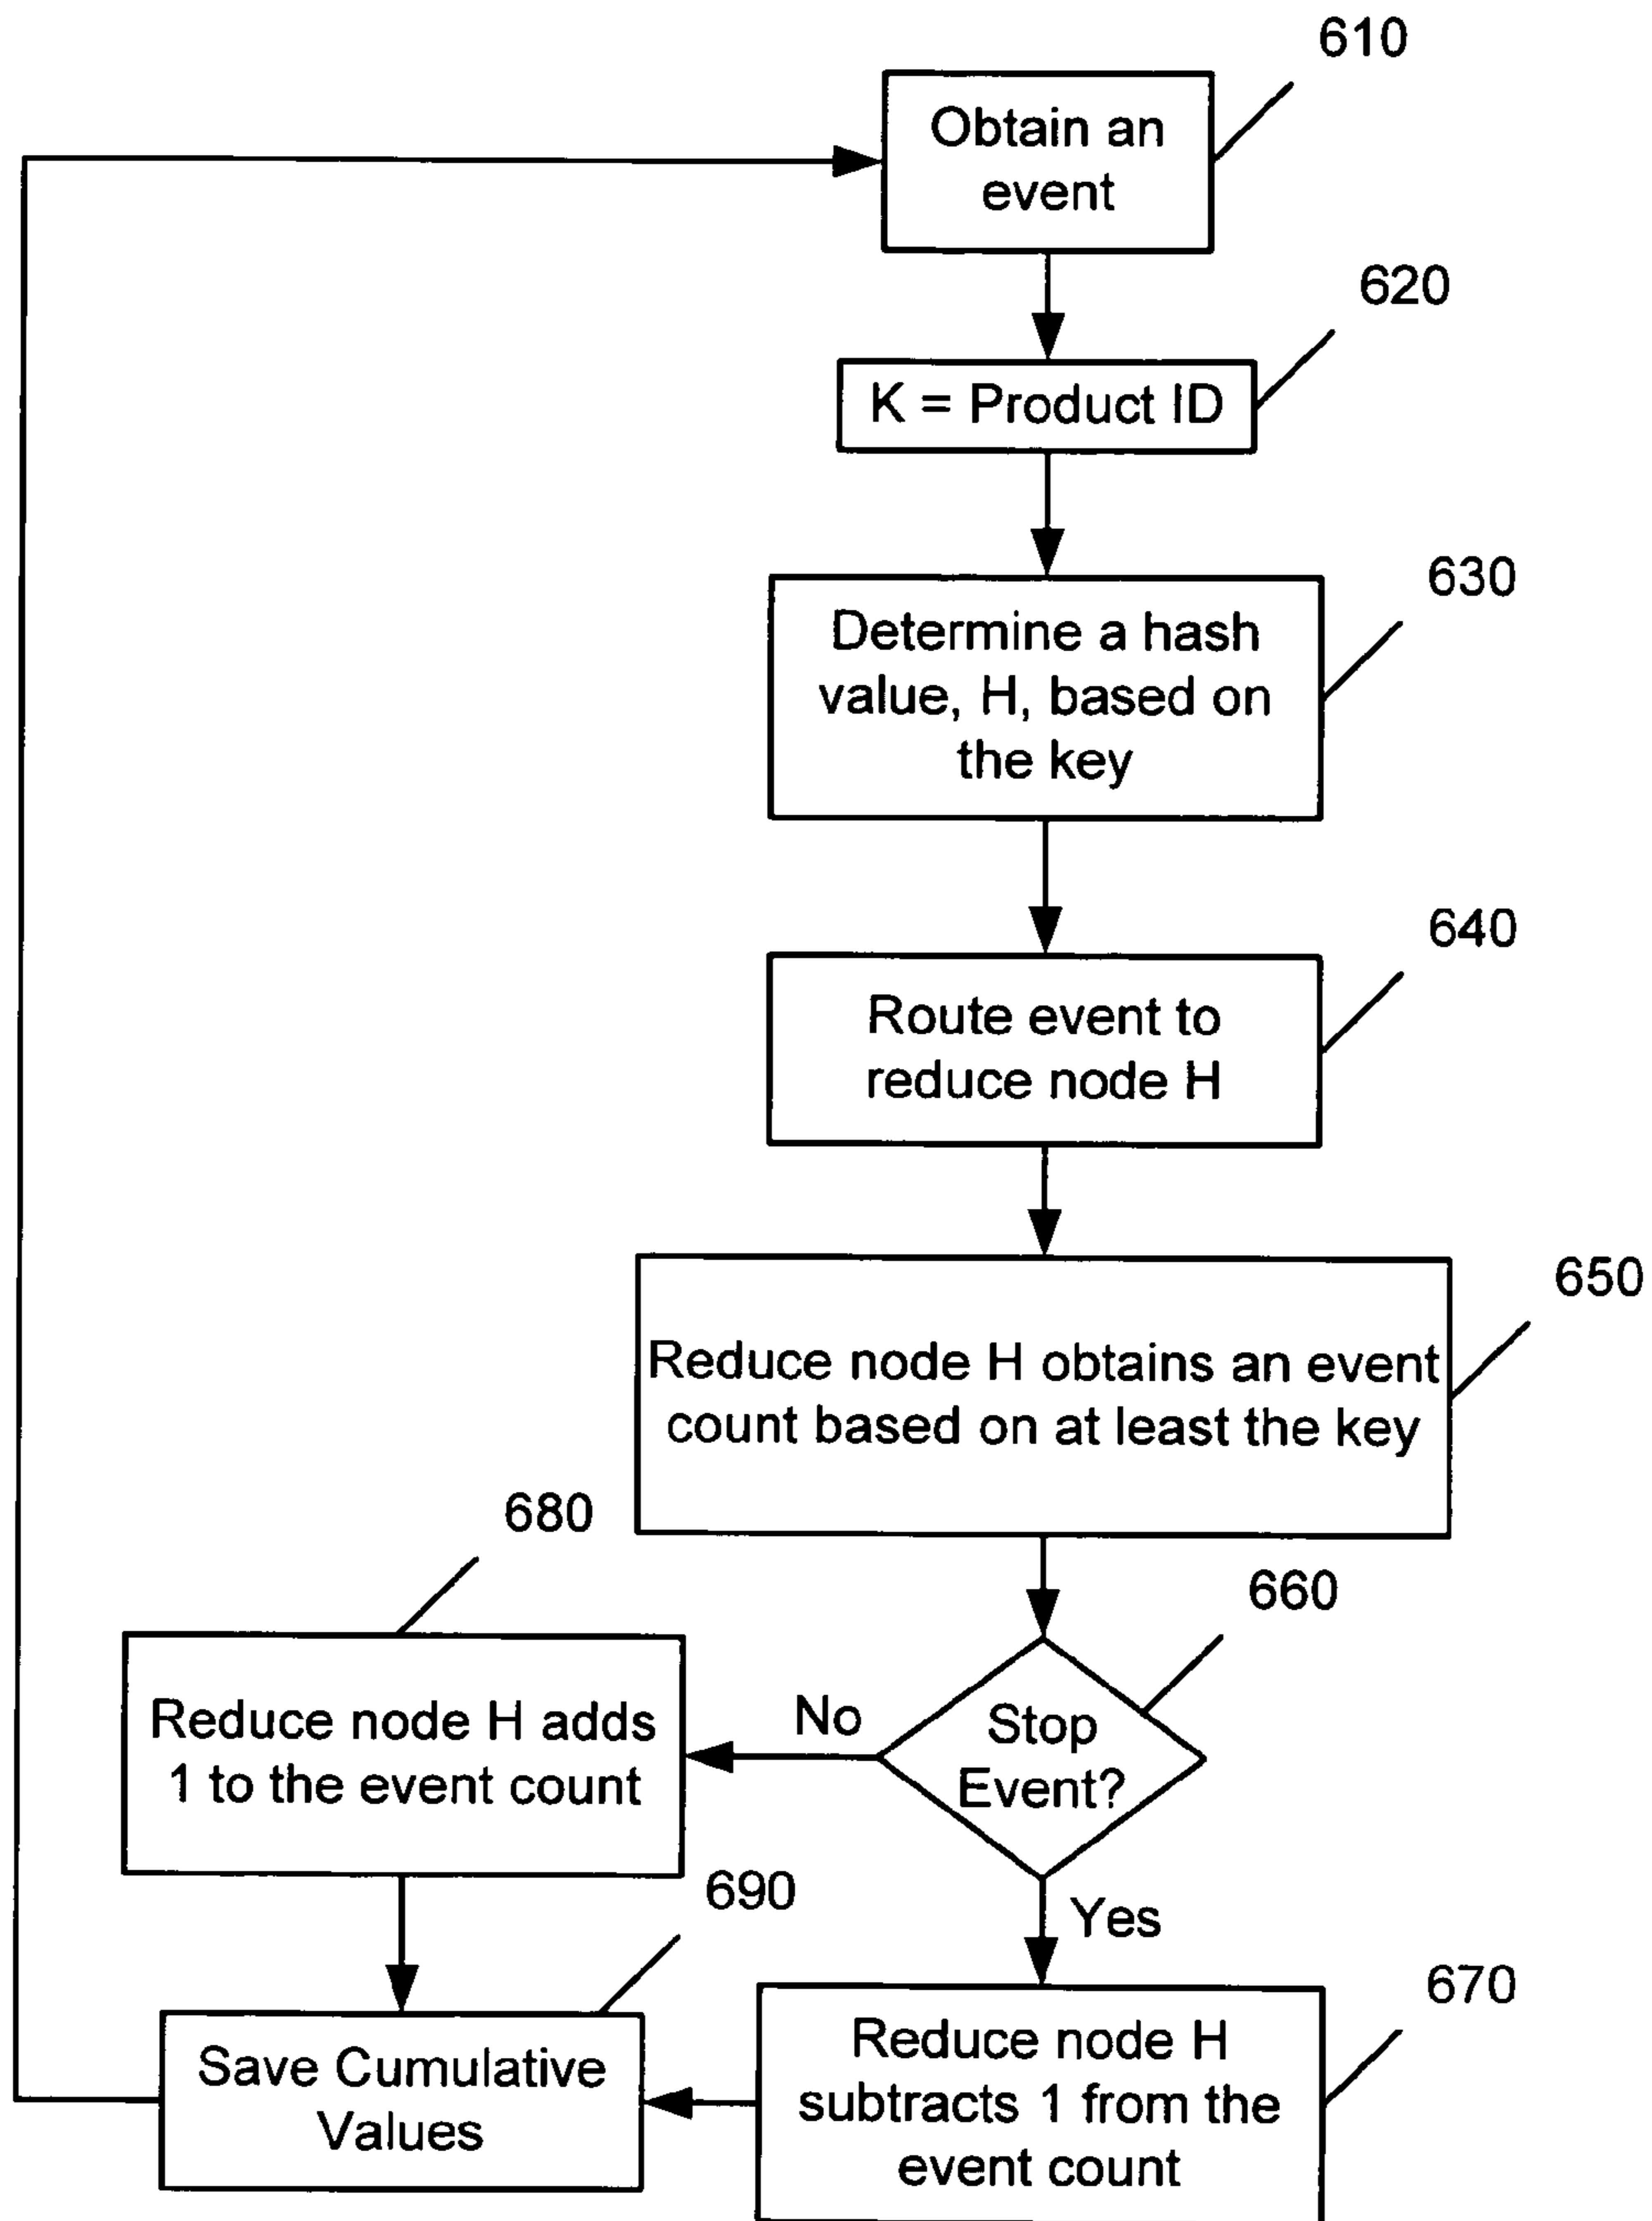 610
Obtain an
event
620
K = Product ID
630
Determine a hash
value, H, based on
the key
640
Route event to
reduce node H
650
Reduce node H obtains an event
count based on at least the key
660
Stop
Event?
No
Yes
680
Reduce node H adds
1 to the event count
690
Save Cumulative
Values
670
Reduce node H
subtracts 1 from the
event count